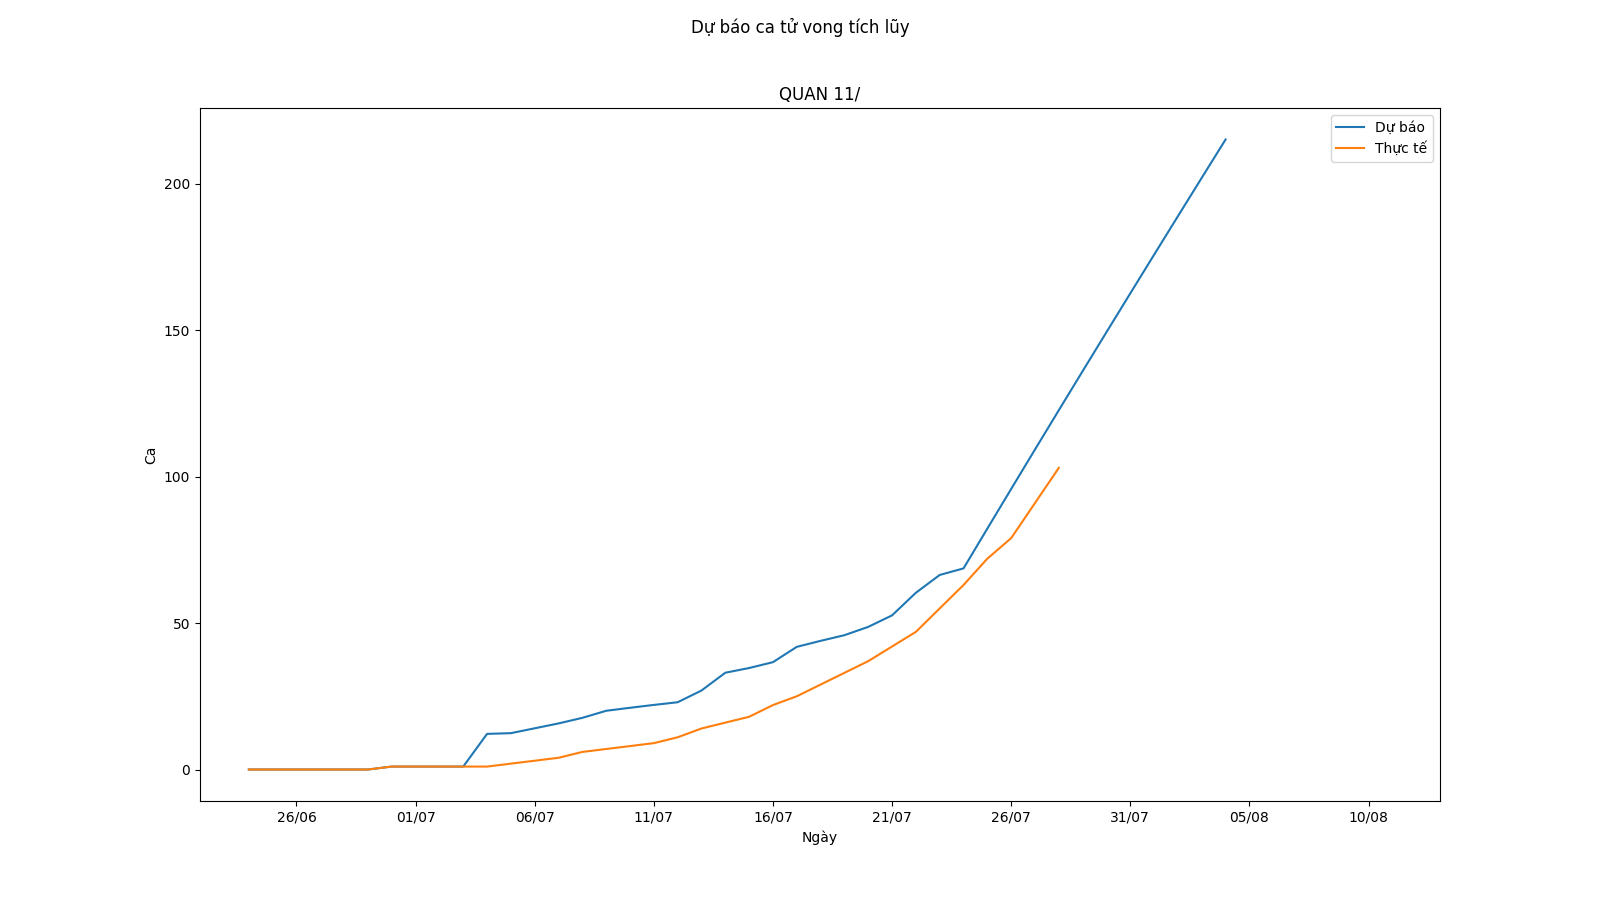 Dự báo ca tử vong tích lũy
QUAN 11/
Dự báo
Thực tế
Ca
200
150
100
50
0
26/06
01/07
06/07
11/07
16/07
21/07
26/07
31/07
05/08
10/08
Ngày